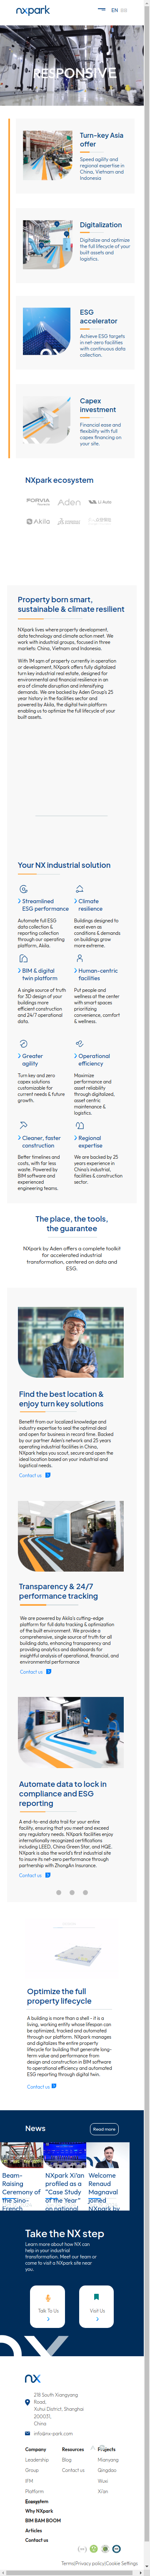 nxpark
EN
RESPONSIVE
Turn-key Asia
offer
Speed agility and
regional expertise in
China, Vietnam and
Indonesia
Digitalization
Digitalize and optimize
the full lifecycle of your
built assets and
logistics.
ESG
accelerator
Achieve ESG targets
in net-zero facilities
with continuous data
collection.
Capex
investment
Financial ease and
flexibility with full
capex financing on
your site.
NXpark ecosystem
FORVIA
Aden
Li Auto
Akila
Property born smart,
sustainable & climate resilient
NXpark lives where property development,
data technology and climate action meet. We
work with industrial groups, focused in three
markets: China, Vietnam and Indonesia.
With 1M sqm of property currently in operation
or development, NXpark offers fully digitalized
turn key industrial real estate, designed for
environmental and financial resilience in an
era of climate disruption and intensifying
demands. We are backed by Aden Group's 25
year history in the facilities sector and
powered by Akila, the digital twin platform
enabling us to optimize the full lifecycle of your
built assets.
Your NX industrial solution
Streamlined
ESG performance
Automate full ESG
data collection &
reporting collection
through our operating
platform, Akila.
Climate
resilience
Buildings designed to
excel even as
conditions & demands
on buildings grow
more extreme.
BIM & digital
twin platform
A single source of truth
for 3D-design of your
building means
efficient construction
and 24/7 operational
data.
Human-centric
facilities
Put people and
wellness at the center
with smart spaces
prioritizing
convenience, comfort
& wellness.
Greater
agility
Turn key and zero
capex solutions
customizable for
current needs & future
growth.
Operational
efficiency
Maximize
performance and
asset reliability
through digitalized,
asset centric
maintenance &
logistics.
Cleaner, faster
construction
Better timelines and
costs, with far less
waste. Powered by
BIM software and
experienced
engineering teams.
Regional
expertise
We are backed by 25
years experience in
China's industrial,
facilities & construction
sector.
The place, the tools,
the guarantee
NXpark by Aden offers a complete toolkit
for accelerated industrial
transformation, centered on data and
ESG.
Find the best location &
enjoy turn key solutions
Benefit from our localized knowledge and
industry expertise to get the site you need
and open for business in record time. Backed
by our partner Aden's network and 25 years
operating industrial facilities in China,
NXpark helps you scout, secure and open the
ideal location based on your industrial and
logistical needs.
Contact us
Transparency & 24/7
performance tracking
We are powered by Akila's cutting-edge
platform for full data tracking & digitalization
of the built environment. We provide a
comprehensive, single source of truth for all
building data, enhancing transparency and
providing analytics and dashboards for an
insightful analysis of operational, financial, and
environmental performance
Contact us
Automate data to lock in
compliance and ESG
reporting
A end-to-end data trail for your entire
facility, ensuring that you meet and exceed
your reporting needs. NXpark facilities enjoy
international and domestic certifications,
including LEED, China Green Star, and HQE.
NXpark is also the world's first industrial site
to achieve its net-zero performance through
partnership with ZhongAn Insurance.
Contact us
Optimize the full
property lifecycle
A building is more than a shell - it is a
living, working entity whose lifecycle can
be optimized, tracked and automated
from inception to long-term operation.
NXpark designs and digitalizes the
lifecycle for buildings that generate long-
term value and performance from
design and construction in BIM software
to operational efficiencies and automated
ESG reporting through digital twin.
Contact us
News
Read more
Beam-
Raising
Ceremony of
the Sino-
French
NXpark Xi'an
profiled as a
"Case Study
of the Year"
on national
Welcome
Renaud
Magnaval
joined
NXpark by
Take the NX step
Learn more about how NX can
help you in your industrial
transformation. Meet our team or
come to visit a NXpark site near
you.
Talk To Us
Visit Us
nx
218 South Xiangyang
Road,
Xuhui District. Shanghai
200031,
China
info@nx-park.com
Company
Resources
Projects
Leadership
Blog
Mianyang
Group
Contact us
Qingdao
IFM
Wuxi
Platform
Xi'an
Why NXpark
BIM BAM BOOM
Articles
Contact us
Terms|Privacy policy|Cookie Settings